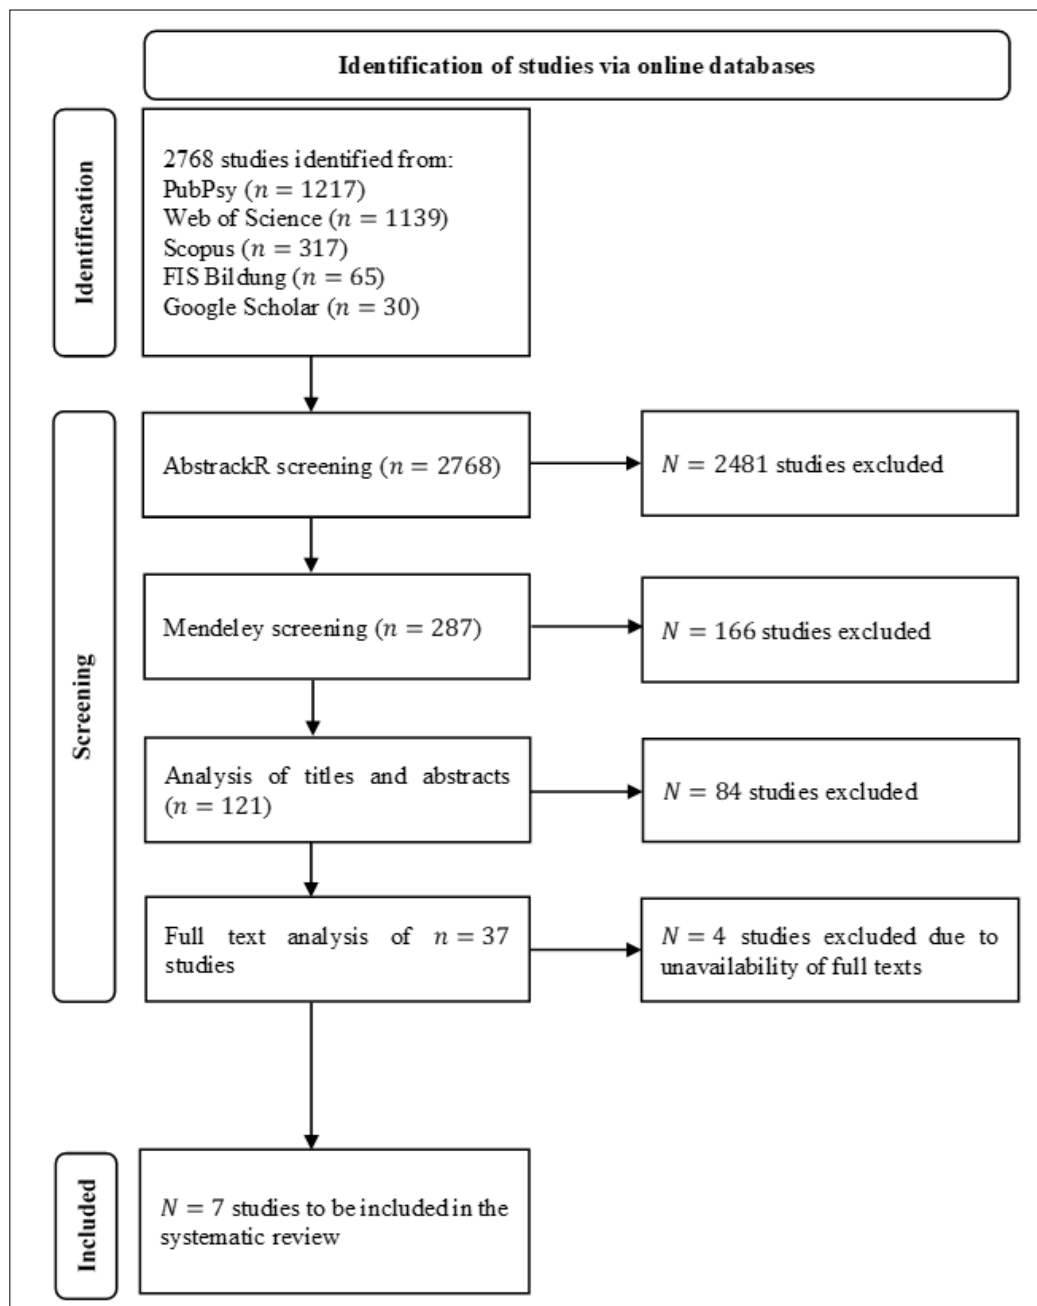 Identification of studies via online databases
Identification
2768 studies identified from:
PubPsy (n = 1217)
Web of Science (n = 1139)
Scopus (n = 317)
FIS Bildung (n = 65)
Google Scholar (n = 30)
Screening
AbstrackR screening (n = 2768)
N = 2481 studies excluded
Mendeley screening (n = 287)
N = 166 studies excluded
Analysis of titles and abstracts
(n = 121)
N = 84 studies excluded
Full text analysis of n = 37
studies
N = 4 studies excluded due to
unavailability of full texts
Included
N = 7 studies to be included in the
systematic review